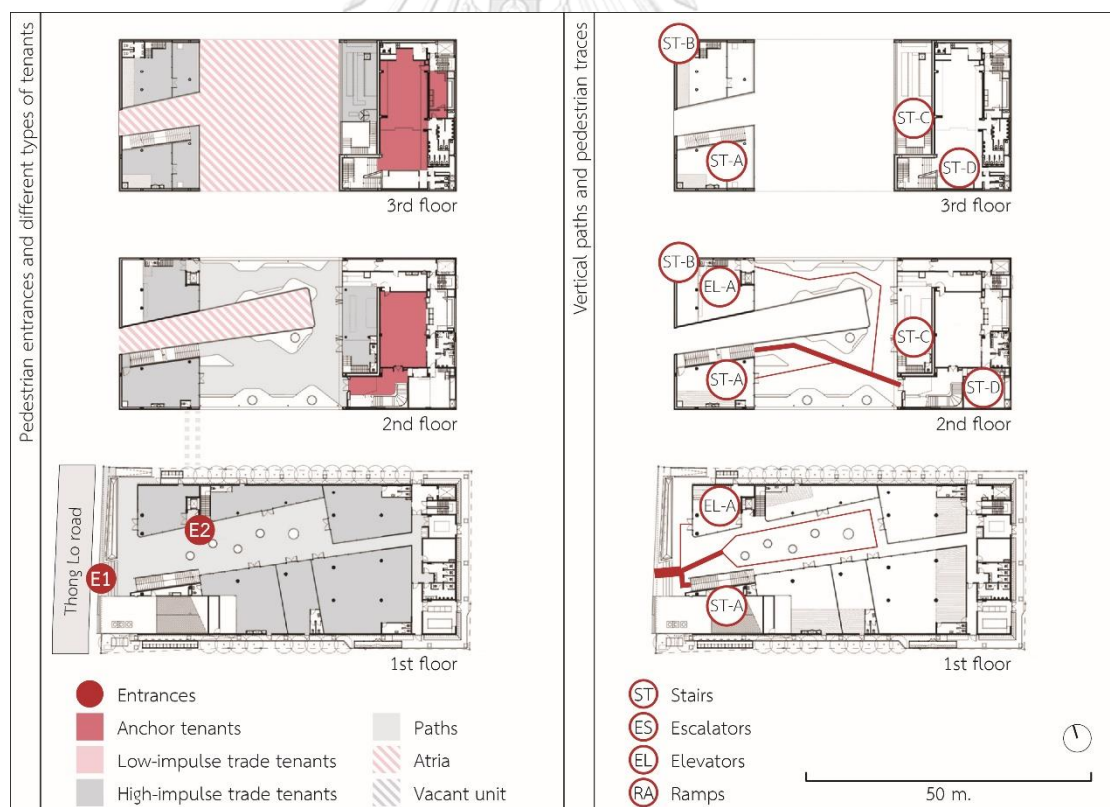 Pedestrian entrances and different types of tenants
3rd floor
2nd floor
Thong Lo road
E1
E2
1st floor
Entrances
Anchor tenants
Low-impulse trade tenants
High-impulse trade tenants
Paths
Atria
Vacant unit
Vertical paths and pedestrian traces
ST-B
ST-C
ST-A
ST-D
3rd floor
ST-B
EL-A
ST-C
ST-A
ST-D
2nd floor
EL-A
ST-A
1st floor
ST Stairs
ES Escalators
EL Elevators
RA Ramps
50 m.